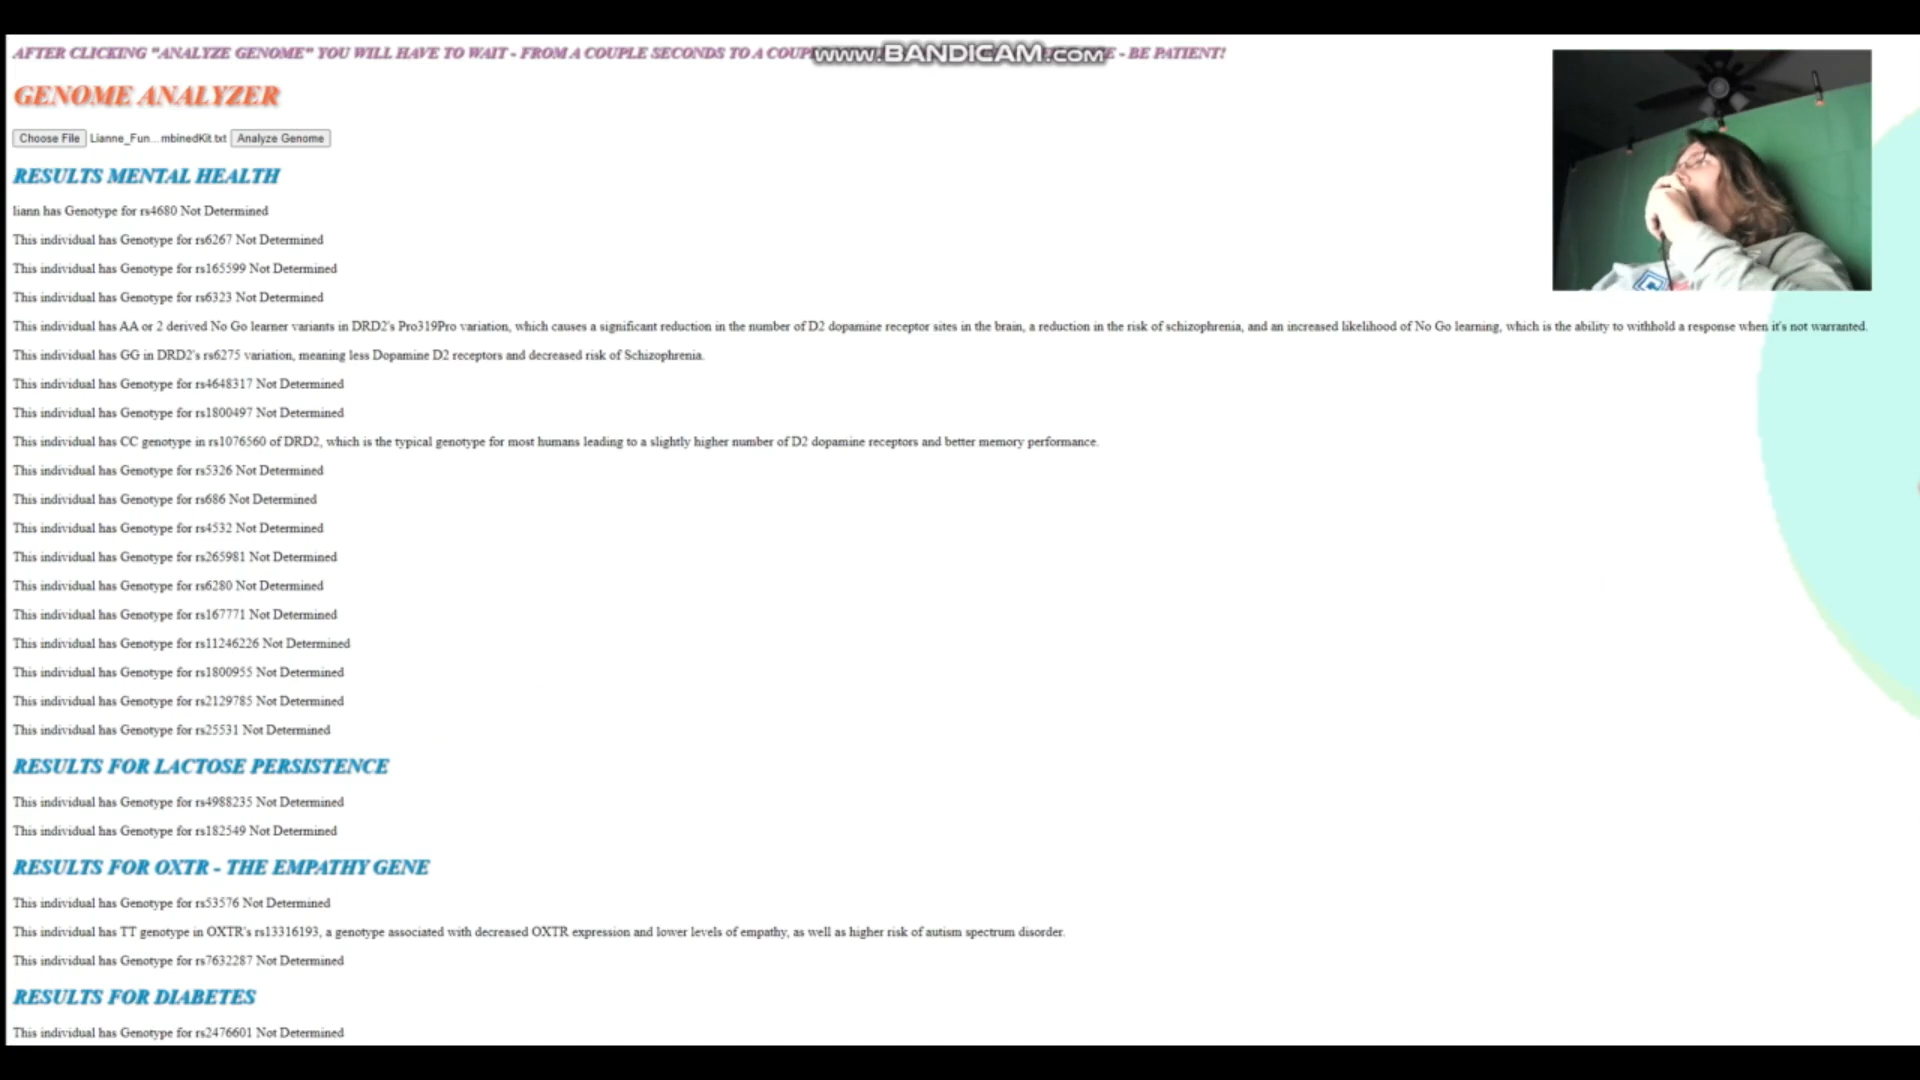 AFTER CLICKING "ANALYZE GENOME" YOU WILL HAVE TO WAIT - FROM A COUPLE SECONDS TO A COUP - BE PATIENT!
www.BANDICAM.com
GENOME ANALYZER
Choose File Lianne_Fun...mbinedKit.txt Analyze Genome
RESULTS MENTAL HEALTH
liann has Genotype for rs4680 Not Determined
This individual has Genotype for rs6267 Not Determined
This individual has Genotype for rs165599 Not Determined
This individual has Genotype for rs6323 Not Determined
This individual has AA or 2 derived No Go learner variants in DRD2's Pro319Pro variation, which causes a significant reduction in the number of D2 dopamine receptor sites in the brain, a reduction in the risk of schizophrenia, and an increased likelihood of No Go learning, which is the ability to withhold a response when it's not warranted.
This individual has GG in DRD2's rs6275 variation, meaning less Dopamine D2 receptors and decreased risk of Schizophrenia.
This individual has Genotype for rs4648317 Not Determined
This individual has Genotype for rs1800497 Not Determined
This individual has CC genotype in rs1076560 of DRD2, which is the typical genotype for most humans leading to a slightly higher number of D2 dopamine receptors and better memory performance.
This individual has Genotype for rs5326 Not Determined
This individual has Genotype for rs686 Not Determined
This individual has Genotype for rs4532 Not Determined
This individual has Genotype for rs265981 Not Determined
This individual has Genotype for rs6280 Not Determined
This individual has Genotype for rs167771 Not Determined
This individual has Genotype for rs11246226 Not Determined
This individual has Genotype for rs1800955 Not Determined
This individual has Genotype for rs2129785 Not Determined
This individual has Genotype for rs25531 Not Determined
RESULTS FOR LACTOSE PERSISTENCE
This individual has Genotype for rs4988235 Not Determined
This individual has Genotype for rs182549 Not Determined
RESULTS FOR OXTR - THE EMPATHY GENE
This individual has Genotype for rs53576 Not Determined
This individual has TT genotype in OXTR's rs13316193, a genotype associated with decreased OXTR expression and lower levels of empathy, as well as higher risk of autism spectrum disorder.
This individual has Genotype for rs7632287 Not Determined
RESULTS FOR DIABETES
This individual has Genotype for rs2476601 Not Determined